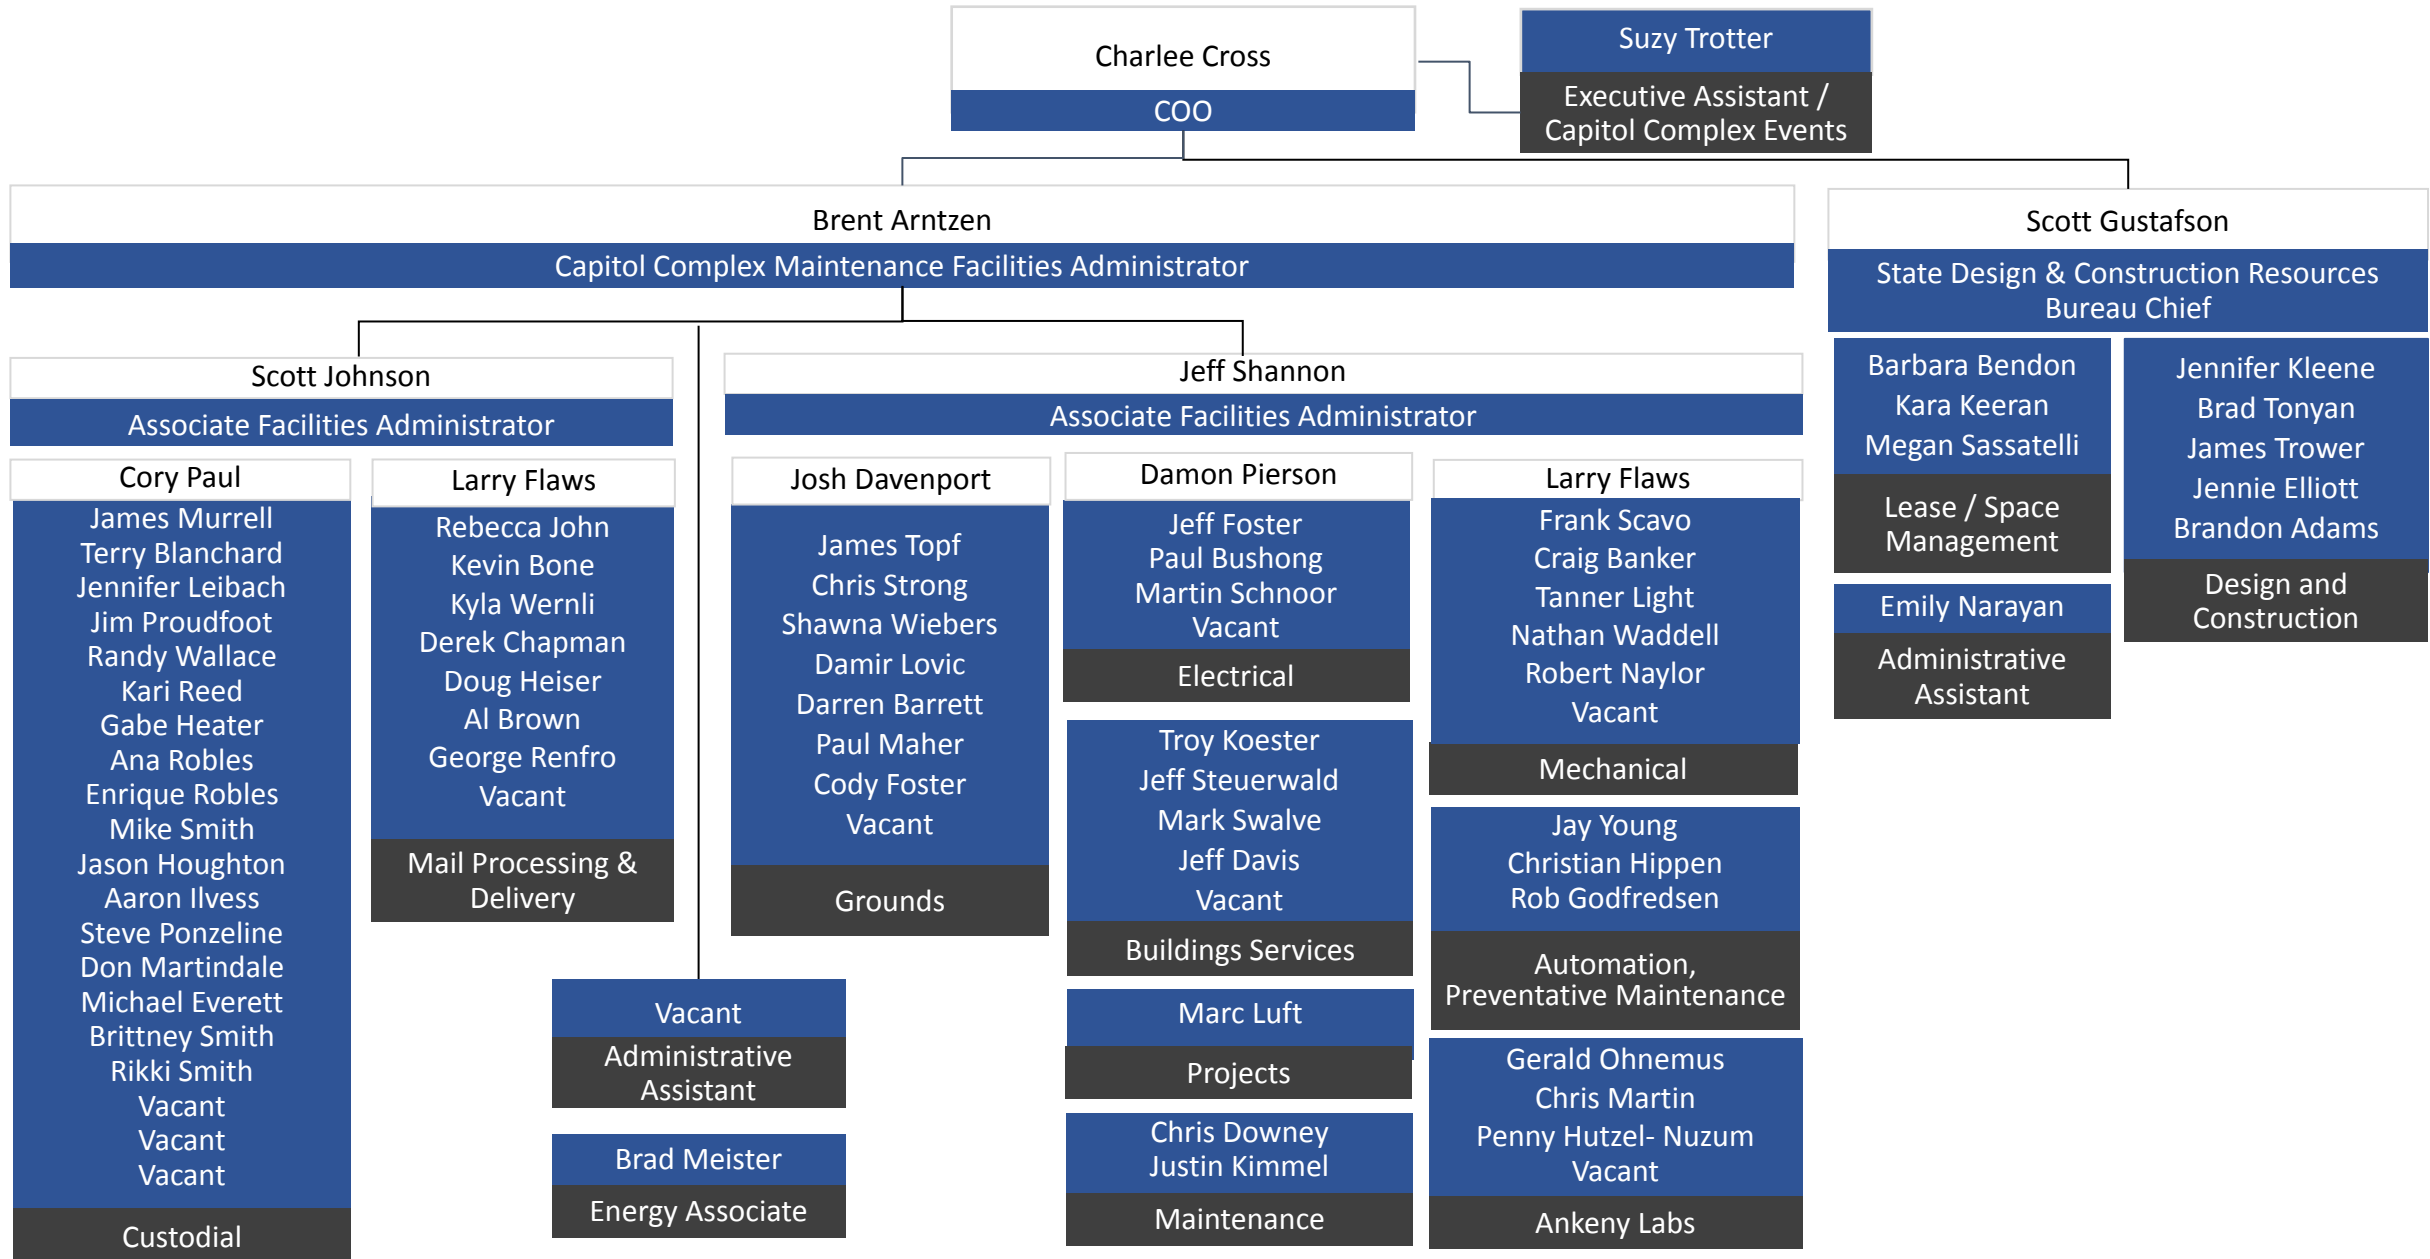 Charlee Cross
COO
Suzy Trotter
Executive Assistant /
Capitol Complex Events
Brent Arntzen
Capitol Complex Maintenance Facilities Administrator
Scott Gustafson
State Design & Construction Resources
Bureau Chief
Scott Johnson
Associate Facilities Administrator
Cory Paul
James Murrell
Terry Blanchard
Jennifer Leibach
Jim Proudfoot
Randy Wallace
Kari Reed
Gabe Heater
Ana Robles
Enrique Robles
Mike Smith
Jason Houghton
Aaron Ilvess
Steve Ponzeline
Don Martindale
Michael Everett
Brittney Smith
Rikki Smith
Vacant
Vacant
Vacant
Custodial
Larry Flaws
Rebecca John
Kevin Bone
Kyla Wernli
Derek Chapman
Doug Heiser
Al Brown
George Renfro
Vacant
Mail Processing &
Delivery
Vacant
Administrative
Assistant
Brad Meister
Energy Associate
Jeff Shannon
Associate Facilities Administrator
Josh Davenport
James Topf
Chris Strong
Shawna Wiebers
Damir Lovic
Darren Barrett
Paul Maher
Cody Foster
Vacant
Grounds
Damon Pierson
Jeff Foster
Paul Bushong
Martin Schnoor
Vacant
Electrical
Troy Koester
Jeff Steuerwald
Mark Swalve
Jeff Davis
Vacant
Buildings Services
Marc Luft
Projects
Chris Downey
Justin Kimmel
Maintenance
Larry Flaws
Frank Scavo
Craig Banker
Tanner Light
Nathan Waddell
Robert Naylor
Vacant
Mechanical
Jay Young
Christian Hippen
Rob Godfredsen
Automation,
Preventative Maintenance
Gerald Ohnemus
Chris Martin
Penny Hutzel- Nuzum
Vacant
Ankeny Labs
Barbara Bendon
Kara Keeran
Megan Sassatelli
Lease / Space
Management
Emily Narayan
Administrative
Assistant
Jennifer Kleene
Brad Tonyan
James Trower
Jennie Elliott
Brandon Adams
Design and
Construction